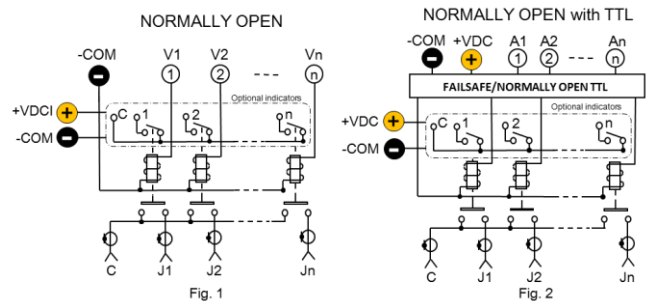 NORMALLY OPEN
-COM V1 V2 Vn
1 2 n
+VDCI
-COM
Optional indicators
C 1 2 n
C J1 J2 Jn
Fig. 1
NORMALLY OPEN with TTL
-COM +VDC A1 A2 An
1 2 n
FAILSAFE/NORMALLY OPEN TTL
Optional indicators
+VDC
-COM
C 1 2 n
C J1 J2 Jn
Fig. 2